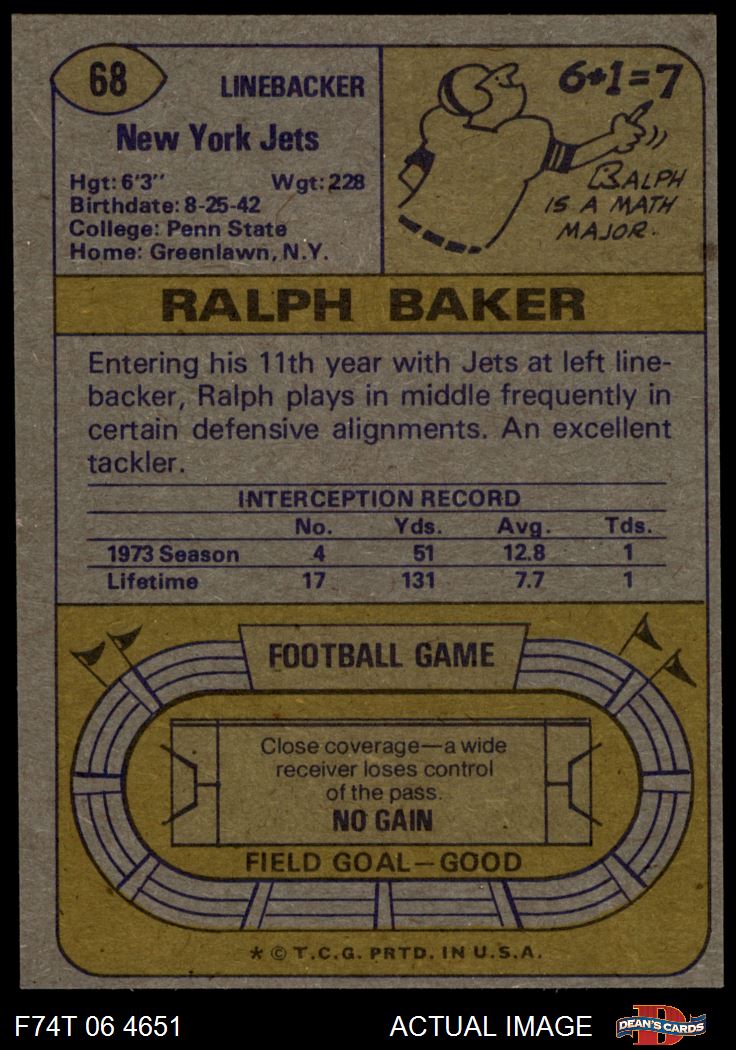 68
LINEBACKER
New York Jets
Hgt: 6'3" Wgt: 228
Birthdate: 8-25-42
College: Penn State
Home: Greenlawn, N.Y.
6+1=7
RALPH
IS A MATH
MAJOR.
RALPH BAKER
Entering his 11th year with Jets at left line-
backer, Ralph plays in middle frequently in
certain defensive alignments. An excellent
tackler.
INTERCEPTION RECORD
No. Yds. Avg. Tds.
1973 Season 4 51 12.8 1
Lifetime 17 131 7.7 1
FOOTBALL GAME
Close coverage—a wide
receiver loses control
of the pass.
NO GAIN
FIELD GOAL—GOOD
* © T.C.G. PRTD. IN U.S.A.
F74T 06 4651 ACTUAL IMAGE DEAN'S CARDS